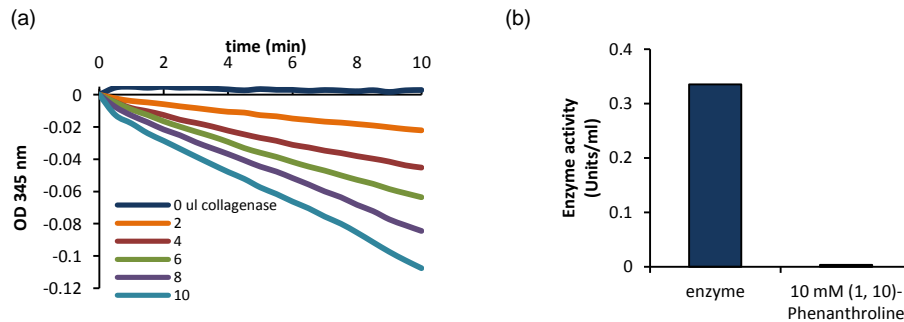 (a)
time (min)
0 2 4 6 8 10
0
-0.02
-0.04
-0.06
-0.08
-0.1
-0.12
OD 345 nm
0 ul collagenase
2
4
6
8
10
(b)
0.4
0.3
0.2
0.1
0
Enzyme activity
(Units/ml)
enzyme
10 mM (1, 10)-
Phenanthroline